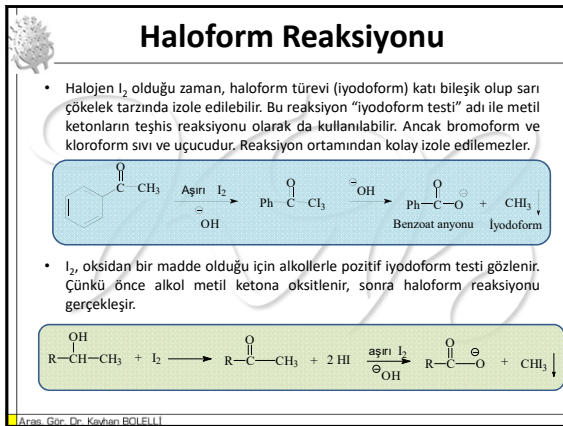 Haloform Reaksiyonu
• Halojen I₂ olduğu zaman, haloform türevi (iyodoform) katı bileşik olup sarı
çökelek tarzında izole edilebilir. Bu reaksiyon “iyodoform testi” adı ile metil
ketonların teşhis reaksiyonu olarak da kullanılabilir. Ancak bromoform ve
kloroform sıvı ve uçucudur. Reaksiyon ortamından kolay izole edilemezler.
O
C CH₃
Aşırı I₂
⊖OH
O
Ph—C—CI₃
⊖OH
O
Ph—C—O⊖ + CHI₃↓
Benzoat anyonu İyodoform
• I₂, oksidan bir madde olduğu için alkollerle pozitif iyodoform testi gözlenir.
Çünkü önce alkol metil ketona oksitlenir, sonra haloform reaksiyonu
gerçekleşir.
OH
R—CH—CH₃ + I₂
O
R—C—CH₃ + 2 HI
aşırı I₂
⊖OH
O
R—C—O⊖ + CHI₃↓
Araş. Gör. Dr. Kayhan BOLELLİ